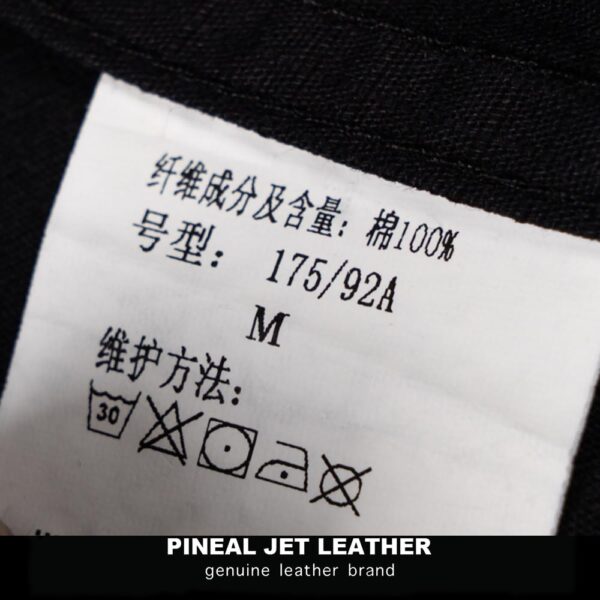 纤维成分及含量：棉100%
号型： 175/92A
M
维护方法：
30
PINEAL JET LEATHER
genuine leather brand